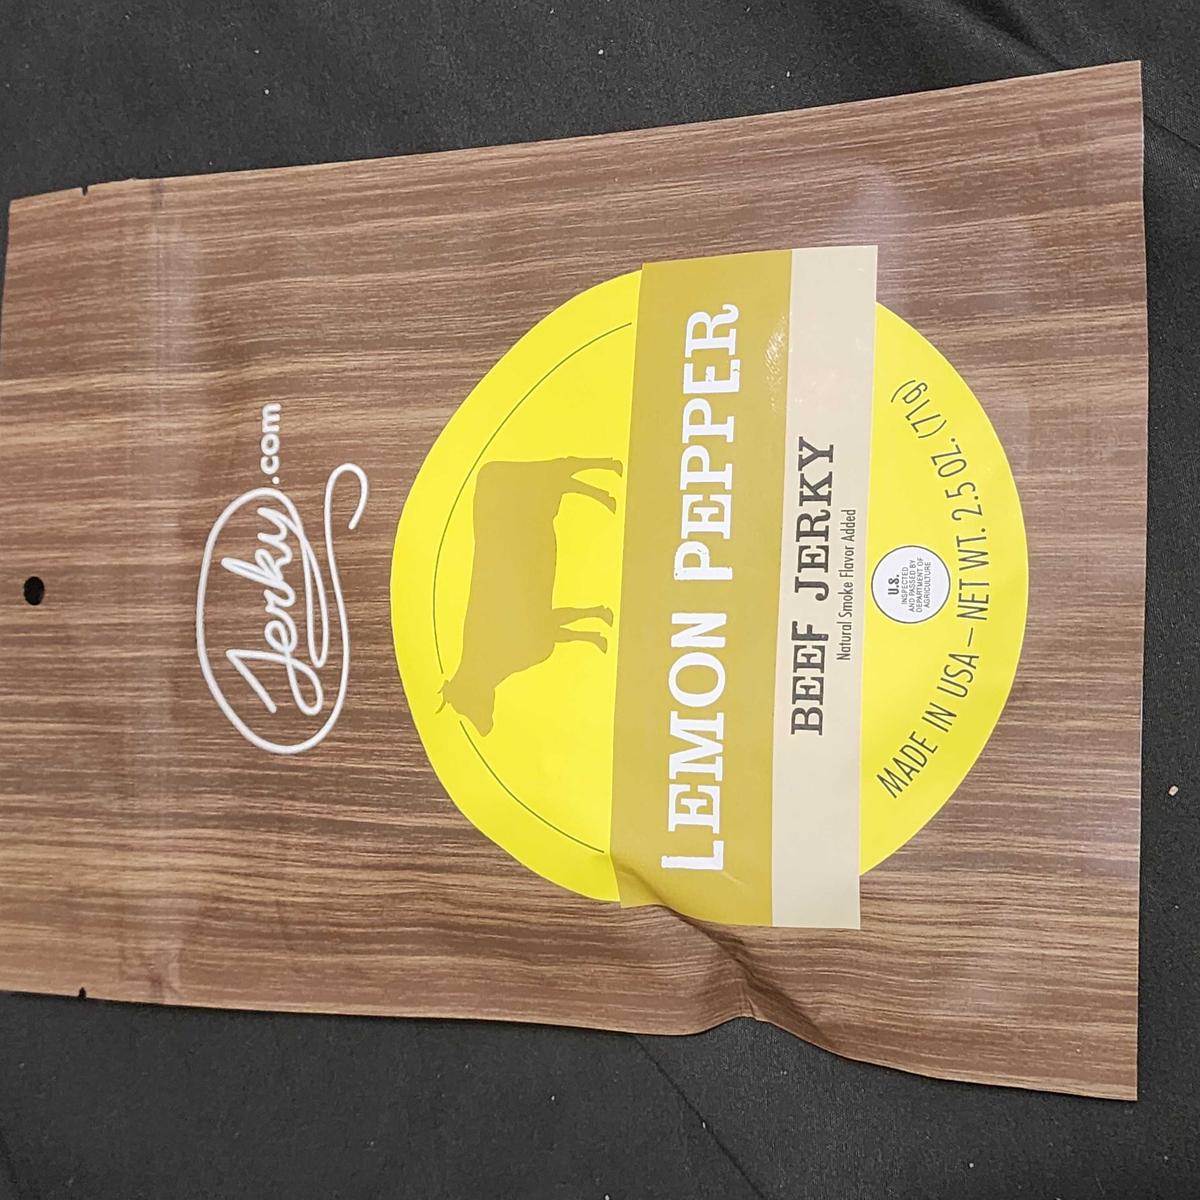 Jerky.com
LEMON PEPPER
BEEF JERKY
Natural Smoke Flavor Added
U.S.
INSPECTED
AND PASSED BY
DEPARTMENT OF
AGRICULTURE
MADE IN USA – NET WT. 2.5 OZ. (71g)